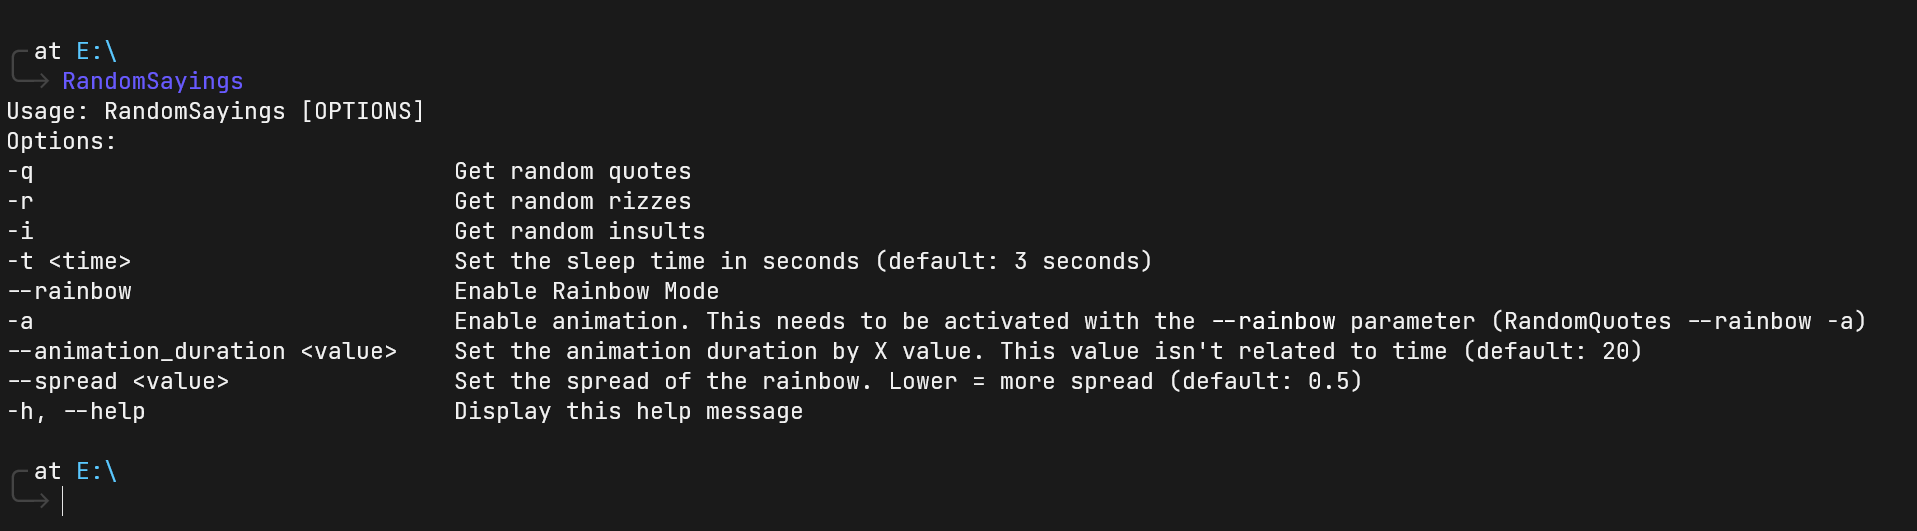 at E:\
RandomSayings
Usage: RandomSayings [OPTIONS]
Options:
-q Get random quotes
-r Get random rizzes
-i Get random insults
-t <time> Set the sleep time in seconds (default: 3 seconds)
--rainbow Enable Rainbow Mode
-a Enable animation. This needs to be activated with the --rainbow parameter (RandomQuotes --rainbow -a)
--animation_duration <value> Set the animation duration by X value. This value isn't related to time (default: 20)
--spread <value> Set the spread of the rainbow. Lower = more spread (default: 0.5)
-h, --help Display this help message
at E:\